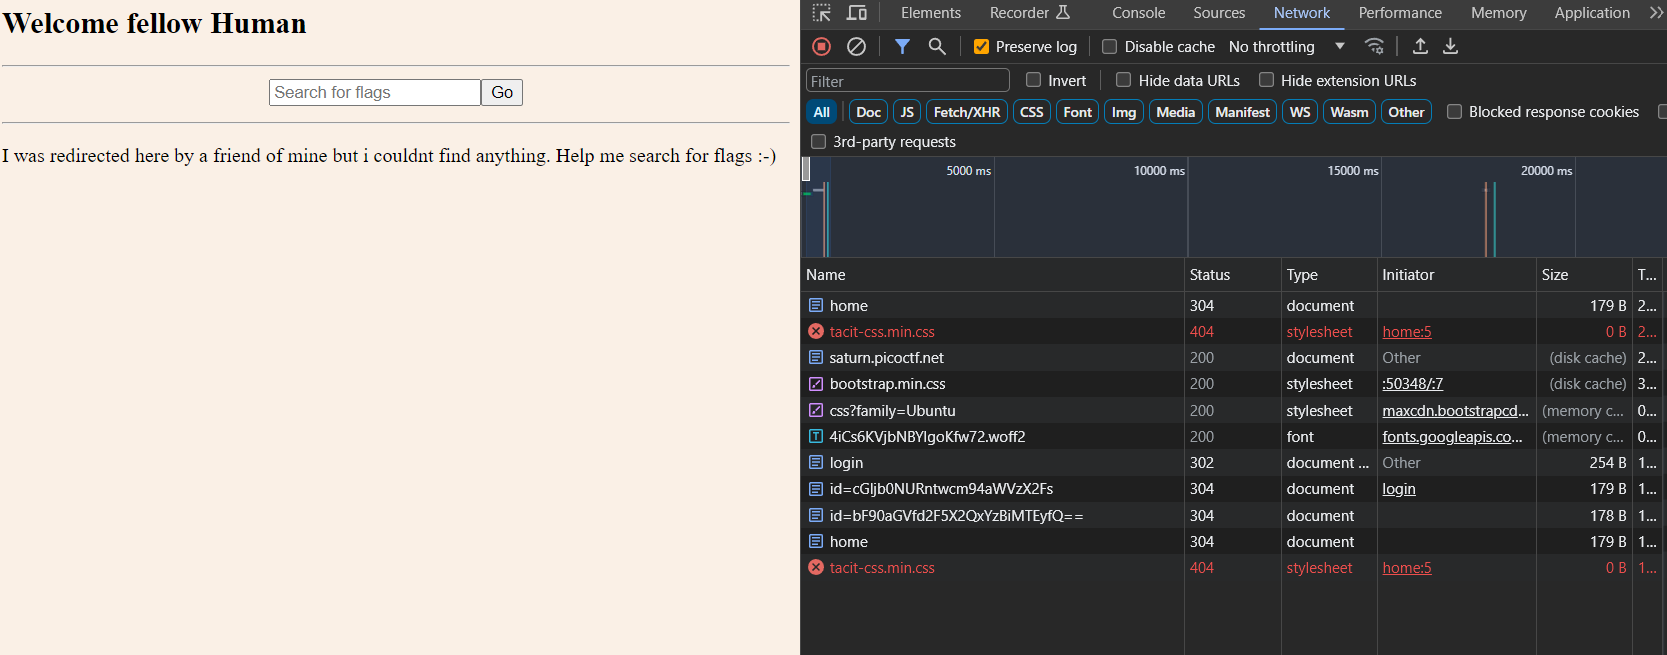 Welcome fellow Human
Search for flags Go
I was redirected here by a friend of mine but i couldnt find anything. Help me search for flags :-)
Elements Recorder Console Sources Network Performance Memory Application
Preserve log Disable cache No throttling
Filter Invert Hide data URLs Hide extension URLs
All Doc JS Fetch/XHR CSS Font Img Media Manifest WS Wasm Other Blocked response cookies
3rd-party requests
5000 ms 10000 ms 15000 ms 20000 ms
Name Status Type Initiator Size T...
home 304 document 179 B 2...
tacit-css.min.css 404 stylesheet home:5 0 B 2...
saturn.picoctf.net 200 document Other (disk cache) 2...
bootstrap.min.css 200 stylesheet :50348/:7 (disk cache) 3...
css?family=Ubuntu 200 stylesheet maxcdn.bootstrapcd... (memory c... 0...
4iCs6KVjbNBYlgoKfw72.woff2 200 font fonts.googleapis.co... (memory c... 0...
login 302 document ... Other 254 B 1...
id=cGljb0NURntwcm94aWVzX2Fs 304 document login 179 B 1...
id=bF90aGVfd2F5X2QxYzBiMTEyfQ== 304 document 178 B 1...
home 304 document 179 B 1...
tacit-css.min.css 404 stylesheet home:5 0 B 1...